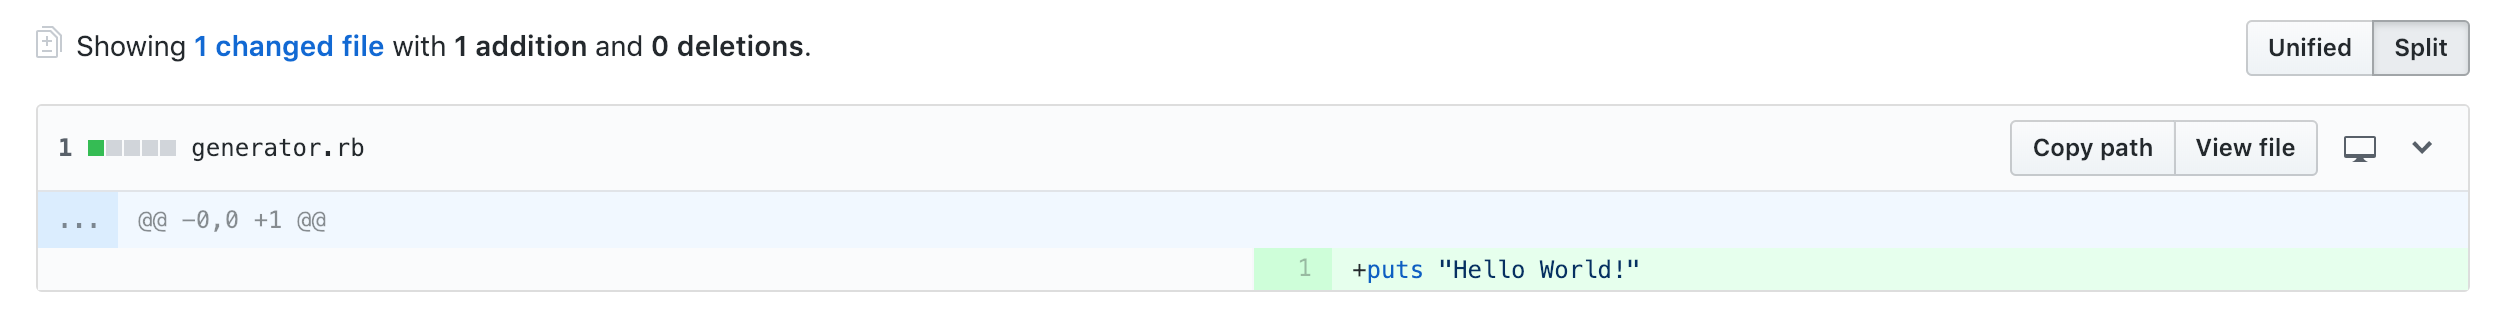 Showing 1 changed file with 1 addition and 0 deletions.
Unified Split
1 generator.rb
Copy path View file
... @@ −0,0 +1 @@
1 +puts "Hello World!"